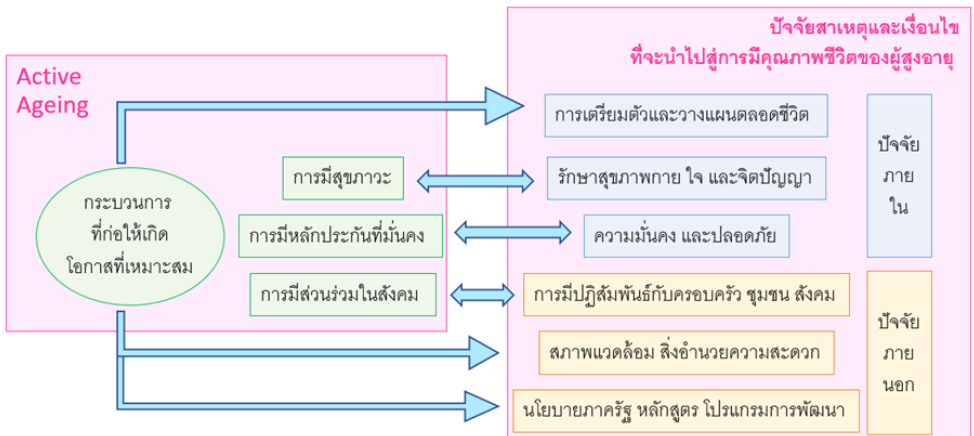 ปัจจัยสาเหตุและเงื่อนไข
ที่จะนำไปสู่การมีคุณภาพชีวิตของผู้สูงอายุ
Active
Ageing
กระบวนการ
ที่ก่อให้เกิด
โอกาสที่เหมาะสม
การมีสุขภาวะ
การมีหลักประกันที่มั่นคง
การมีส่วนร่วมในสังคม
การเตรียมตัวและวางแผนตลอดชีวิต
รักษาสุขภาพกาย ใจ และจิตปัญญา
ความมั่นคง และปลอดภัย
การมีปฏิสัมพันธ์กับครอบครัว ชุมชน สังคม
สภาพแวดล้อม สิ่งอำนวยความสะดวก
นโยบายภาครัฐ หลักสูตร โปรแกรมการพัฒนา
ปัจจัย
ภาย
ใน
ปัจจัย
ภาย
นอก